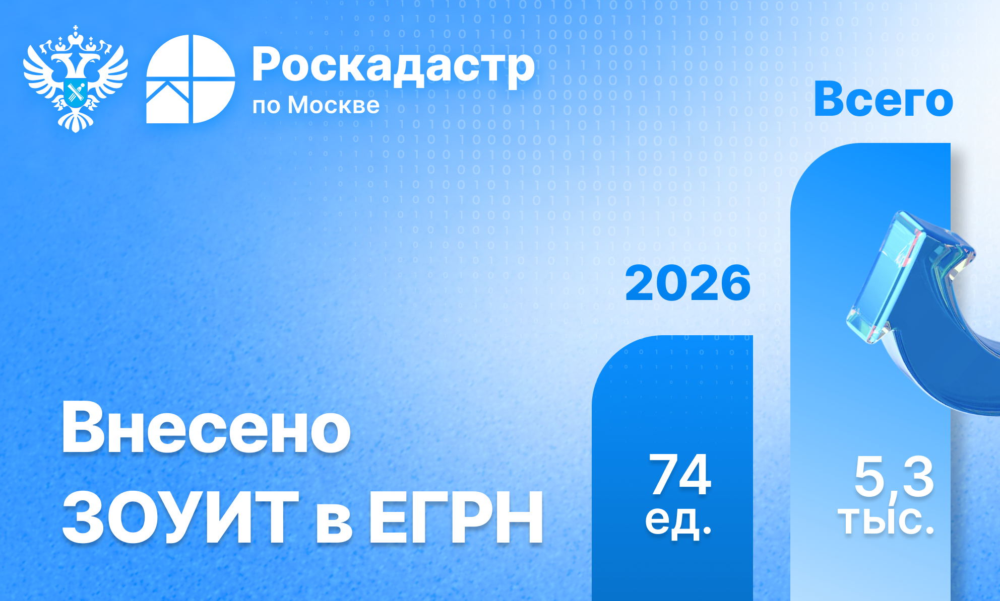 Роскадастр
по Москве
Всего
2026
Внесено
ЗОУИТ в ЕГРН
74
ед.
5,3
тыс.